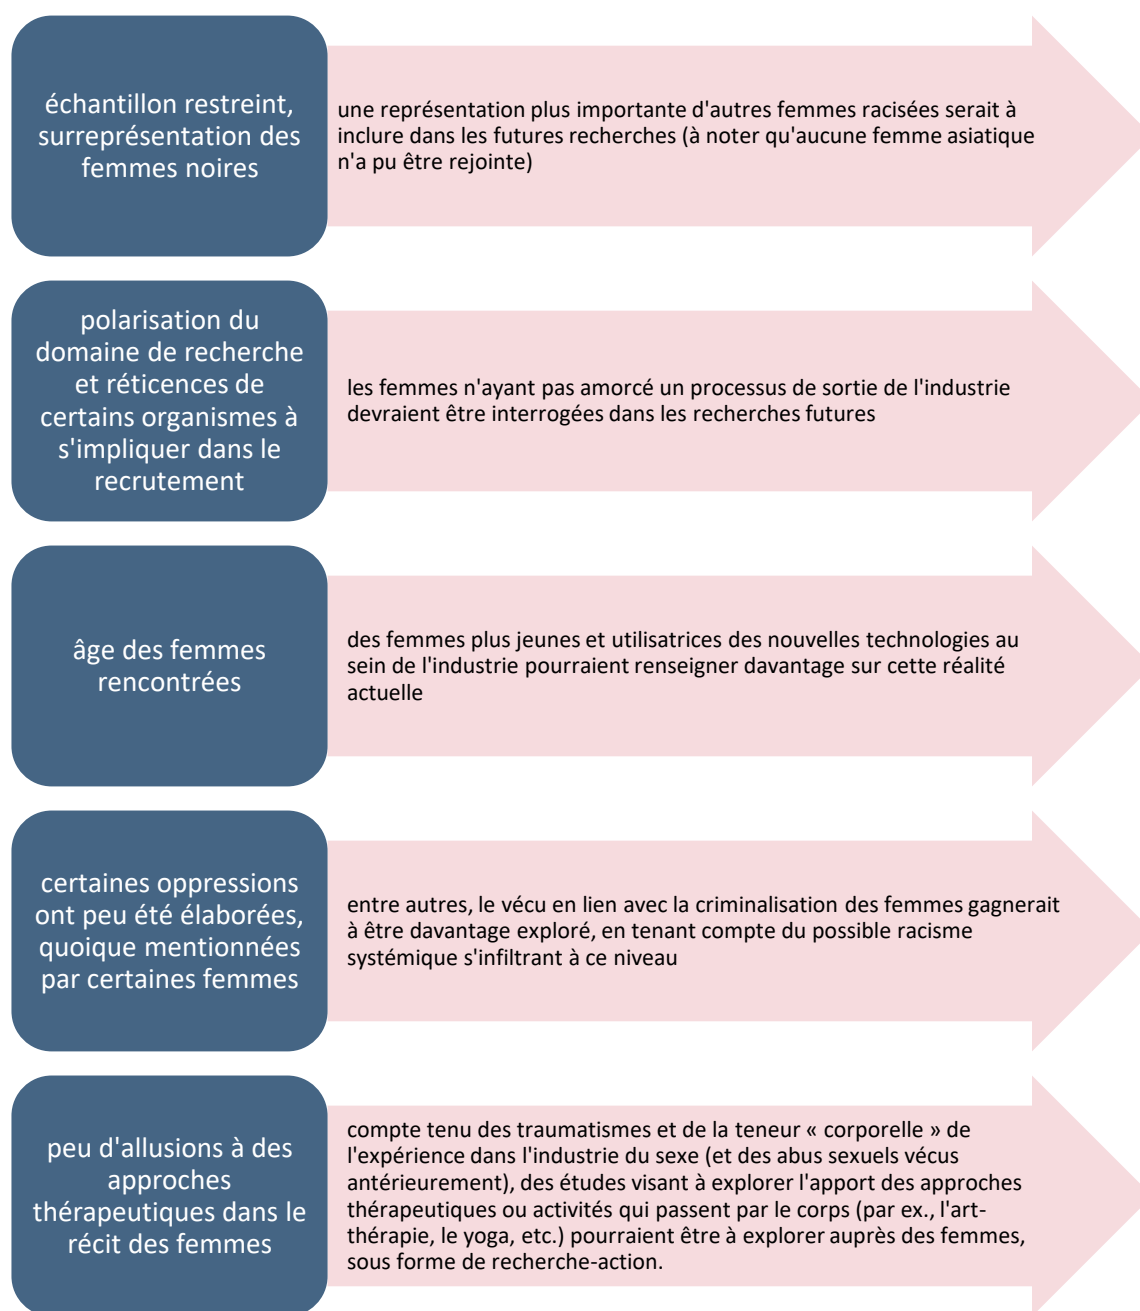 échantillon restreint,
surreprésentation des
femmes noires
une représentation plus importante d'autres femmes racisées serait à
inclure dans les futures recherches (à noter qu'aucune femme asiatique
n'a pu être rejointe)
polarisation du
domaine de recherche
et réticences de
certains organismes à
s'impliquer dans le
recrutement
les femmes n'ayant pas amorcé un processus de sortie de l'industrie
devraient être interrogées dans les recherches futures
âge des femmes
rencontrées
des femmes plus jeunes et utilisatrices des nouvelles technologies au
sein de l'industrie pourraient renseigner davantage sur cette réalité
actuelle
certaines oppressions
ont peu été élaborées,
quoique mentionnées
par certaines femmes
entre autres, le vécu en lien avec la criminalisation des femmes gagnerait
à être davantage exploré, en tenant compte du possible racisme
systémique s'infiltrant à ce niveau
peu d'allusions à des
approches
thérapeutiques dans le
récit des femmes
compte tenu des traumatismes et de la teneur « corporelle » de
l'expérience dans l'industrie du sexe (et des abus sexuels vécus
antérieurement), des études visant à explorer l'apport des approches
thérapeutiques ou activités qui passent par le corps (par ex., l'art-
thérapie, le yoga, etc.) pourraient être à explorer auprès des femmes,
sous forme de recherche-action.